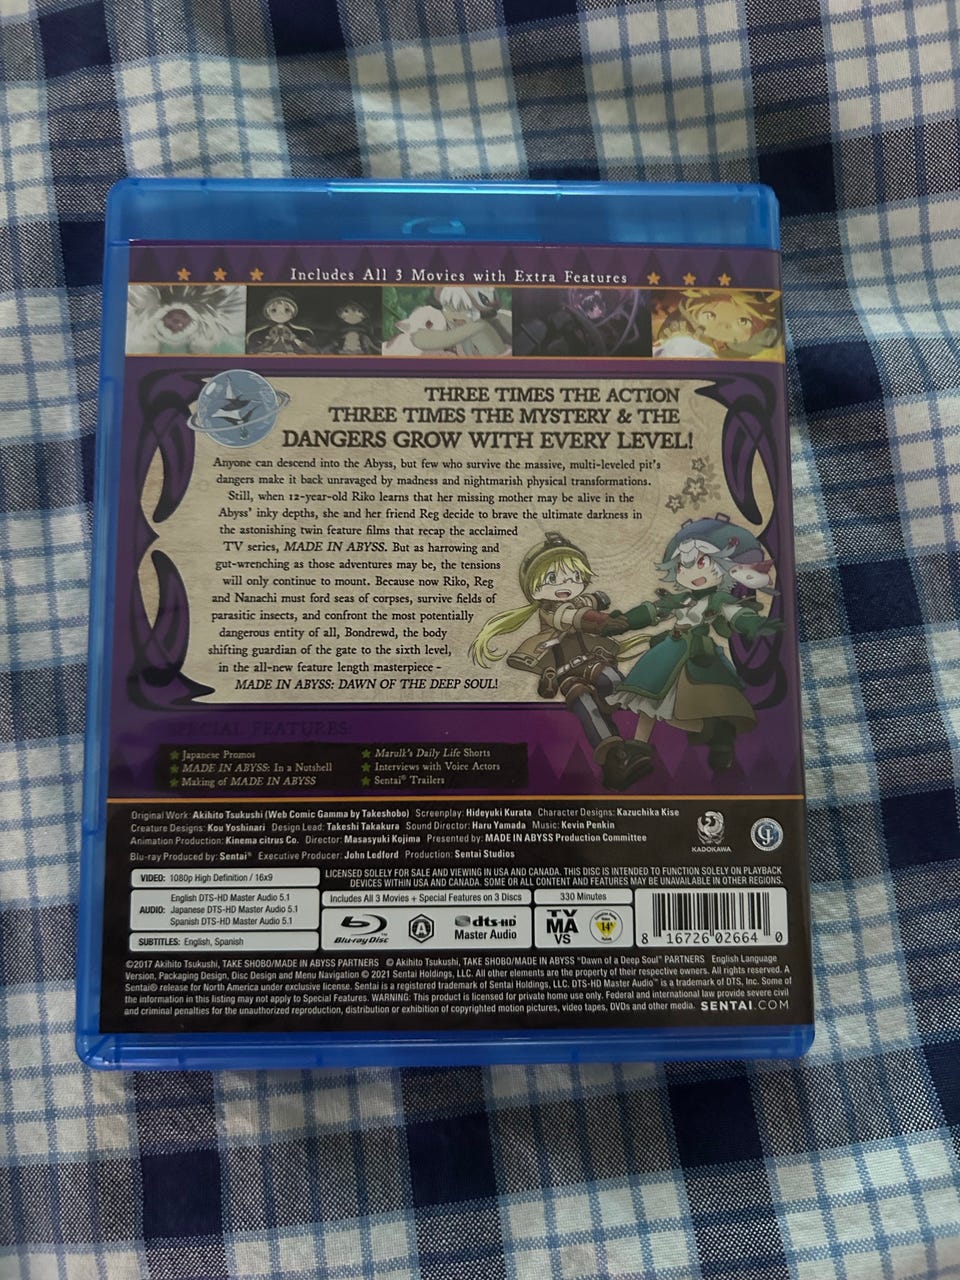 Includes All 3 Movies with Extra Features
THREE TIMES THE ACTION
THREE TIMES THE MYSTERY & THE
DANGERS GROW WITH EVERY LEVEL!
Anyone can descend into the Abyss, but few who survive the massive, multi-leveled pit's
dangers make it back unravaged by madness and nightmarish physical transformations.
Still, when 12-year-old Riko learns that her missing mother may be alive in the
Abyss' inky depths, she and her friend Reg decide to brave the ultimate darkness in
the astonishing twin feature films that recap the acclaimed
TV series, MADE IN ABYSS. But as harrowing and
gut-wrenching as those adventures may be, the tensions
will only continue to mount. Because now Riko, Reg
and Nanachi must ford seas of corpses, survive fields of
parasitic insects, and confront the most potentially
dangerous entity of all, Bondrewd, the body
shifting guardian of the gate to the sixth level,
in the all-new feature length masterpiece –
MADE IN ABYSS: DAWN OF THE DEEP SOUL!
SPECIAL FEATURES:
Japanese Promos
MADE IN ABYSS: In a Nutshell
Making of MADE IN ABYSS
Marulk's Daily Life Shorts
Interviews with Voice Actors
Sentai® Trailers
Original Work: Akihito Tsukushi (Web Comic Gamma by Takeshobo) Screenplay: Hideyuki Kurata Character Designs: Kazuchika Kise
Creature Designs: Kou Yoshinari Design Lead: Takeshi Takakura Sound Director: Haru Yamada Music: Kevin Penkin
Animation Production: Kinema citrus Co. Director: Masayuki Kojima Presented by: MADE IN ABYSS Production Committee
Blu-ray Produced by: Sentai® Executive Producer: John Ledford Production: Sentai Studios
KADOKAWA
VIDEO: 1080p High Definition / 16x9
AUDIO: English DTS-HD Master Audio 5.1
Japanese DTS-HD Master Audio 5.1
Spanish DTS-HD Master Audio 5.1
SUBTITLES: English, Spanish
LICENSED SOLELY FOR SALE AND VIEWING IN USA AND CANADA. THIS DISC IS INTENDED TO FUNCTION SOLELY ON PLAYBACK
DEVICES WITHIN USA AND CANADA. SOME OR ALL CONTENT AND FEATURES MAY BE UNAVAILABLE IN OTHER REGIONS.
Includes All 3 Movies + Special Features on 3 Discs
330 Minutes
Blu-ray Disc™
A
dts-HD®
Master Audio
TV
MA
VS
14+
8 16726 02664 0
©2017 Akihito Tsukushi, TAKE SHOBO/MADE IN ABYSS PARTNERS © Akihito Tsukushi, TAKE SHOBO/MADE IN ABYSS "Dawn of a Deep Soul" PARTNERS English Language
Version, Packaging Design, Disc Design and Menu Navigation © 2021 Sentai Holdings, LLC. All other elements are the property of their respective owners. All rights reserved. A
Sentai® release for North America under exclusive license. Sentai is a registered trademark of Sentai Holdings, LLC. DTS-HD Master Audio™ is a trademark of DTS, Inc. Some of
the information in this listing may not apply to Special Features. WARNING: This product is licensed for private home use only. Federal and international law provide severe civil
and criminal penalties for the unauthorized reproduction, distribution or exhibition of copyrighted motion pictures, video tapes, DVDs and other media. SENTAI.COM